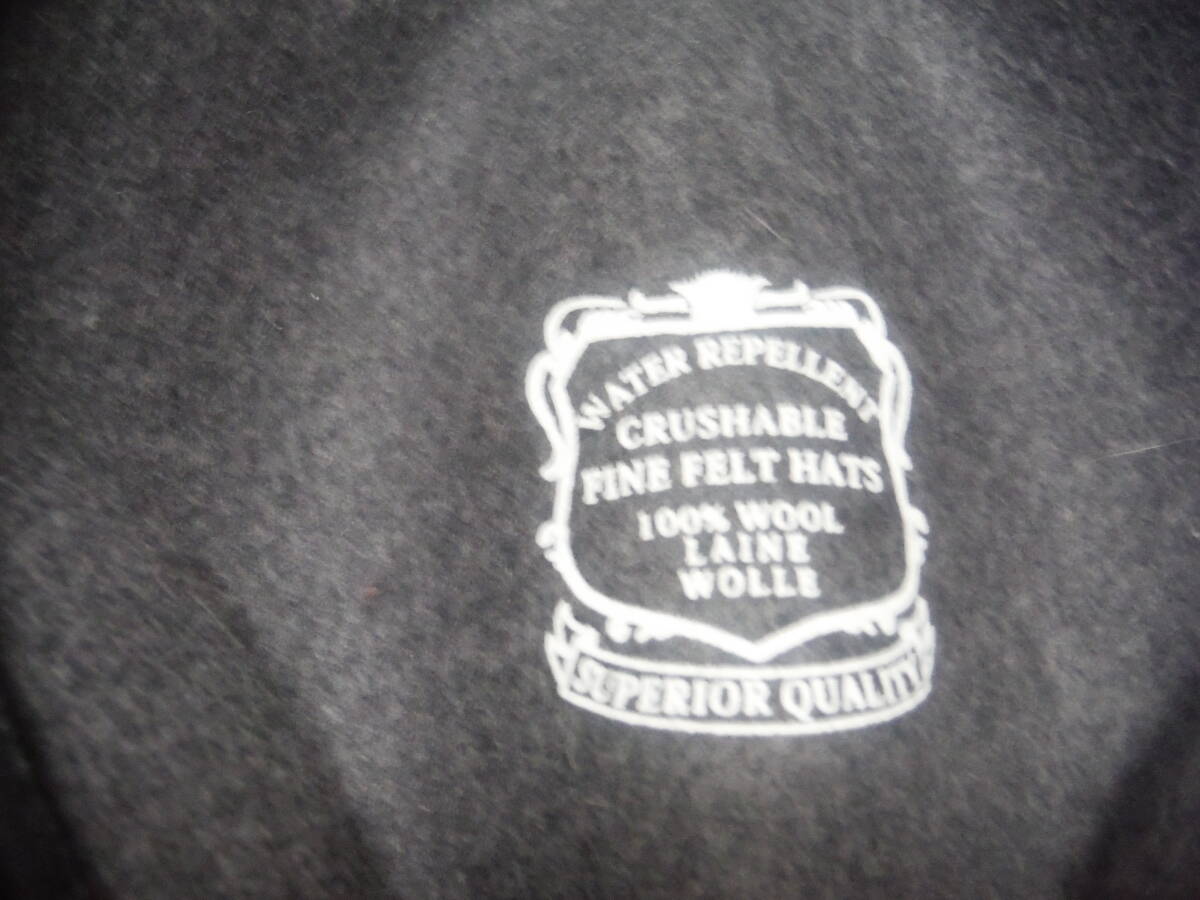 WATER REPELLENT
CRUSHABLE
FINE FELT HATS
100% WOOL
LAINE
WOLLE
SUPERIOR QUALITY